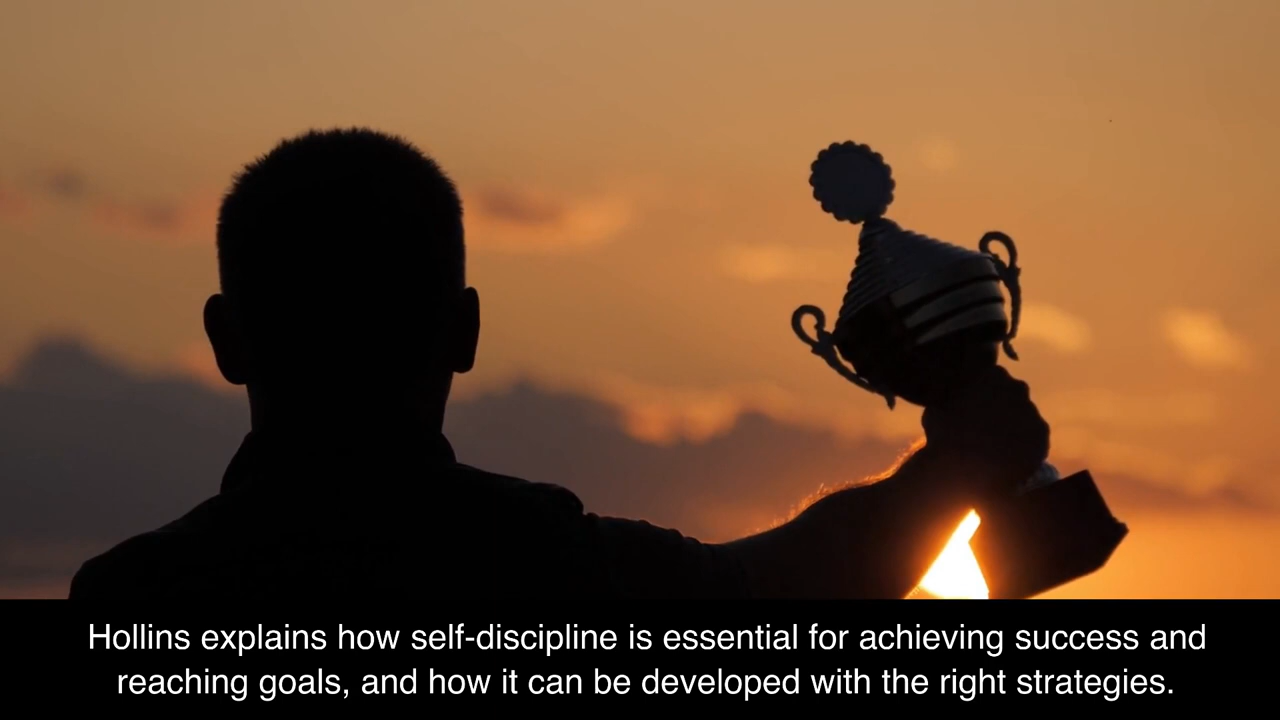 Hollins explains how self-discipline is essential for achieving success and
reaching goals, and how it can be developed with the right strategies.